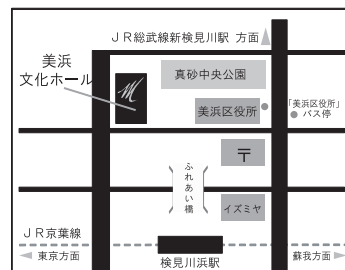 JR総武線新検見川駅 方面
美浜
文化ホール
真砂中央公園
美浜区役所
「美浜区役所」
バス停
〒
ふれあい橋
イズミヤ
JR京葉線
東京方面
検見川浜駅
蘇我方面